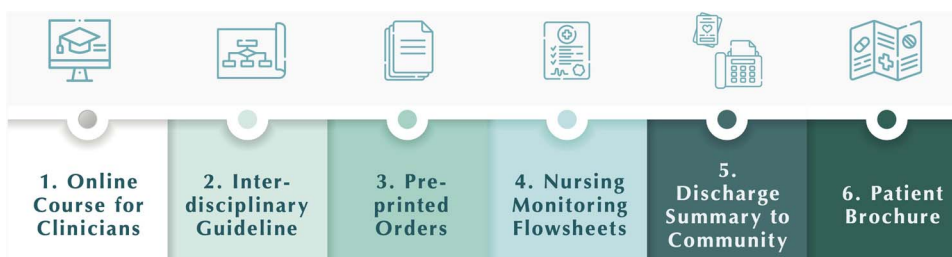 1. Online
Course for
Clinicians
2. Inter-
disciplinary
Guideline
3. Pre-
printed
Orders
4. Nursing
Monitoring
Flowsheets
5.
Discharge
Summary to
Community
6. Patient
Brochure